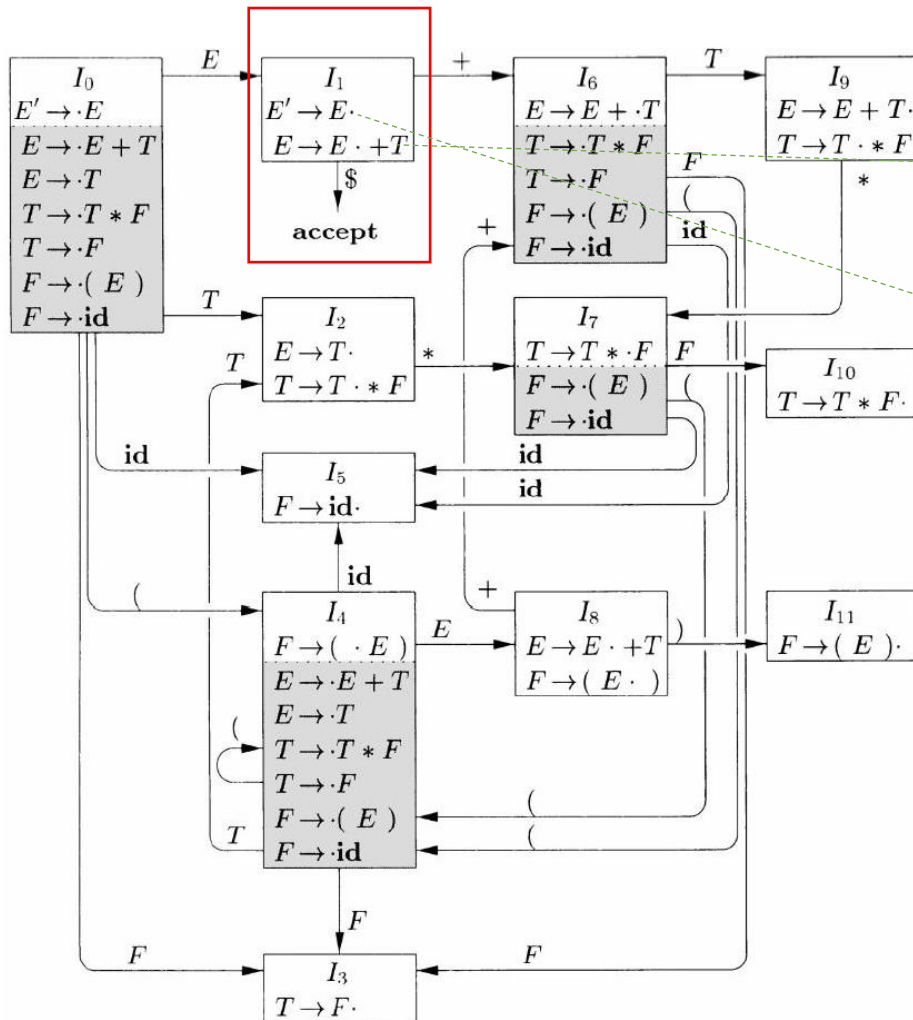 I₀
E′ → ·E
E → ·E + T
E → ·T
T → ·T * F
T → ·F
F → ·( E )
F → ·id
E
I₁
E′ → E·
E → E · +T
$
accept
+
I₆
E → E + ·T
T → ·T * F
T → ·F
F → ·( E )
F → ·id
T
I₉
E → E + T·
T → T · * F
F
(
id
+
*
T
I₂
E → T·
T → T · * F
T
*
I₇
T → T * ·F
F → ·( E )
F → ·id
F
(
I₁₀
T → T * F·
id
I₅
F → id·
id
id
id
(
I₄
F → ( · E )
E → ·E + T
E → ·T
T → ·T * F
T → ·F
F → ·( E )
F → ·id
E
+
I₈
E → E · +T
F → ( E · )
)
I₁₁
F → ( E )·
(
T
(
(
F
F
I₃
T → F·
F